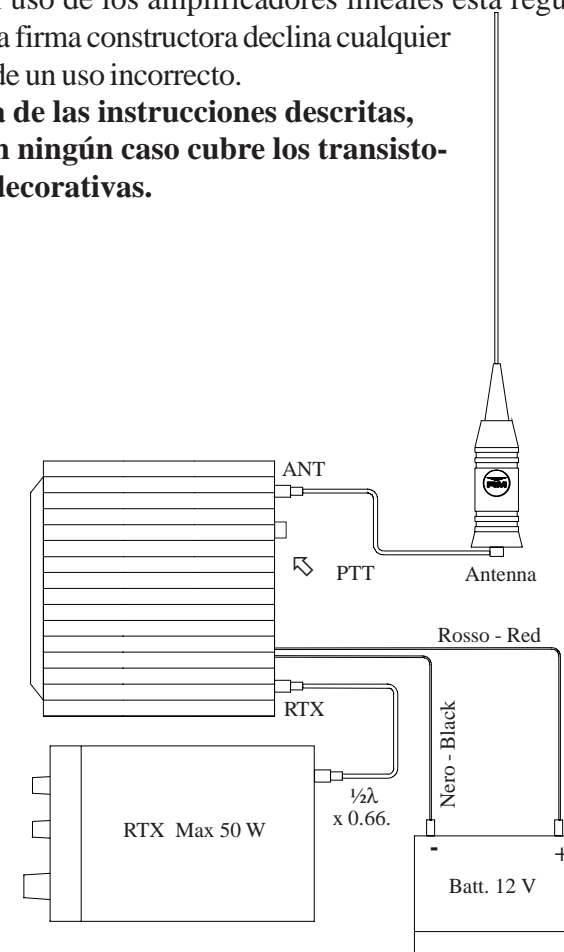 uso de los amplificadores lineales está regu
a firma constructora declina cualquier
de un uso incorrecto.
a de las instrucciones descritas,
n ningún caso cubre los transisto-
decorativas.
ANT
RM
PTT
Antenna
Rosso - Red
RTX
Nero - Black
½λ
x 0.66.
RTX Max 50 W
- +
Batt. 12 V